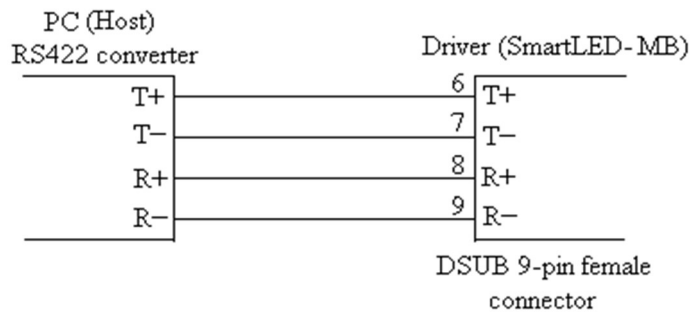 PC (Host)
RS422 converter
Driver (SmartLED-MB)
T+ 6 T+
T− 7 T−
R+ 8 R+
R− 9 R−
DSUB 9-pin female
connector